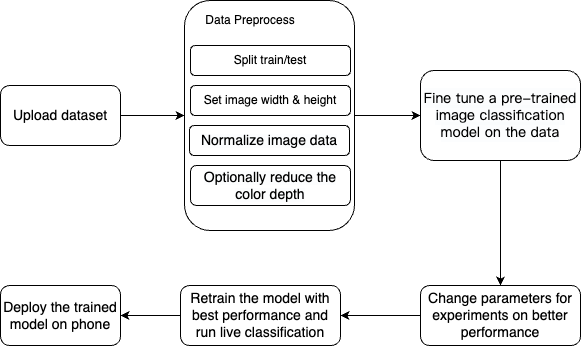 Data Preprocess
Split train/test
Set image width & height
Normalize image data
Optionally reduce the
color depth
Upload dataset
Fine tune a pre-trained
image classification
model on the data
Change parameters for
experiments on better
performance
Retrain the model with
best performance and
run live classification
Deploy the trained
model on phone